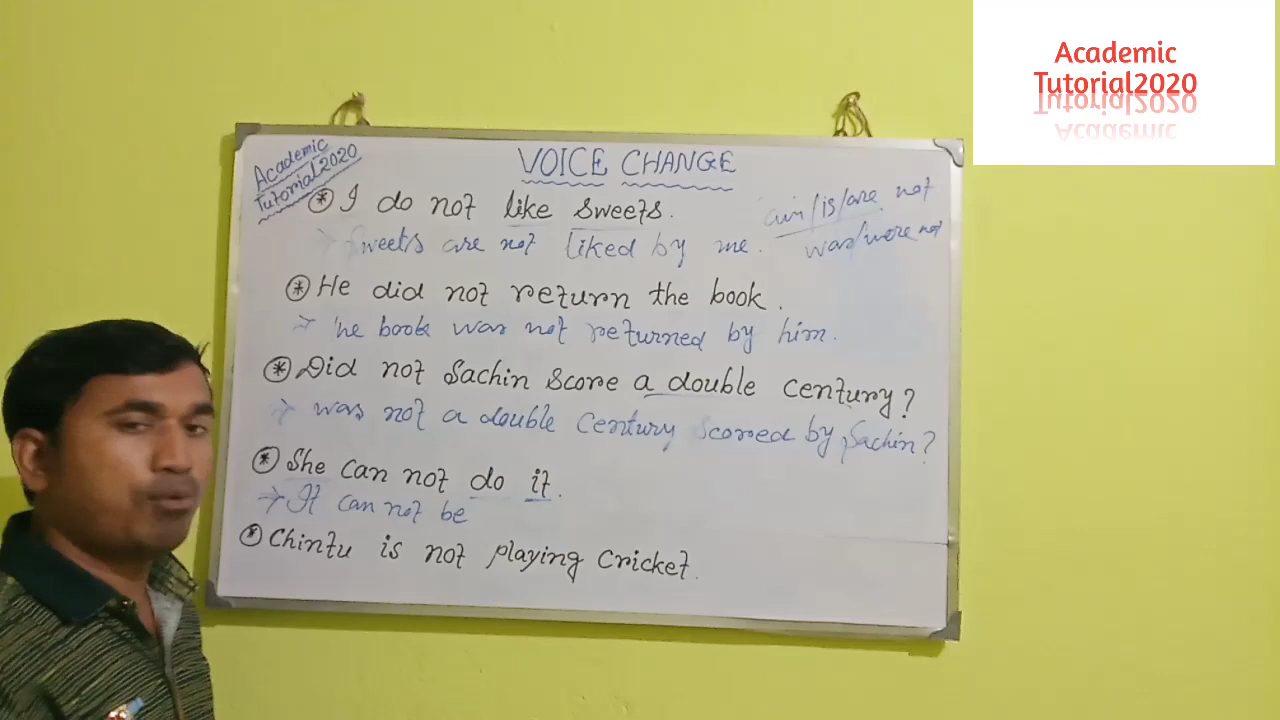 Academic
Tutorial2020
Tutorial2020
Academic
Academic
Tutorial2020
VOICE CHANGE
* I do not like sweets.
am/is/are not
→ Sweets are not liked by me.
was/were not
* He did not return the book.
→ he book was not returned by him.
* Did not Sachin score a double century?
→ was not a double century scored by Sachin?
* She can not do it.
→ It can not be
* Chintu is not playing cricket.